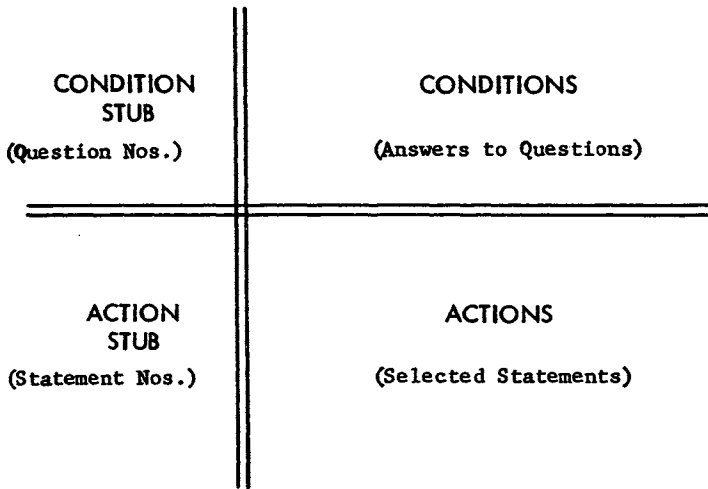 CONDITION
STUB
(Question Nos.)
CONDITIONS
(Answers to Questions)
ACTION
STUB
(Statement Nos.)
ACTIONS
(Selected Statements)